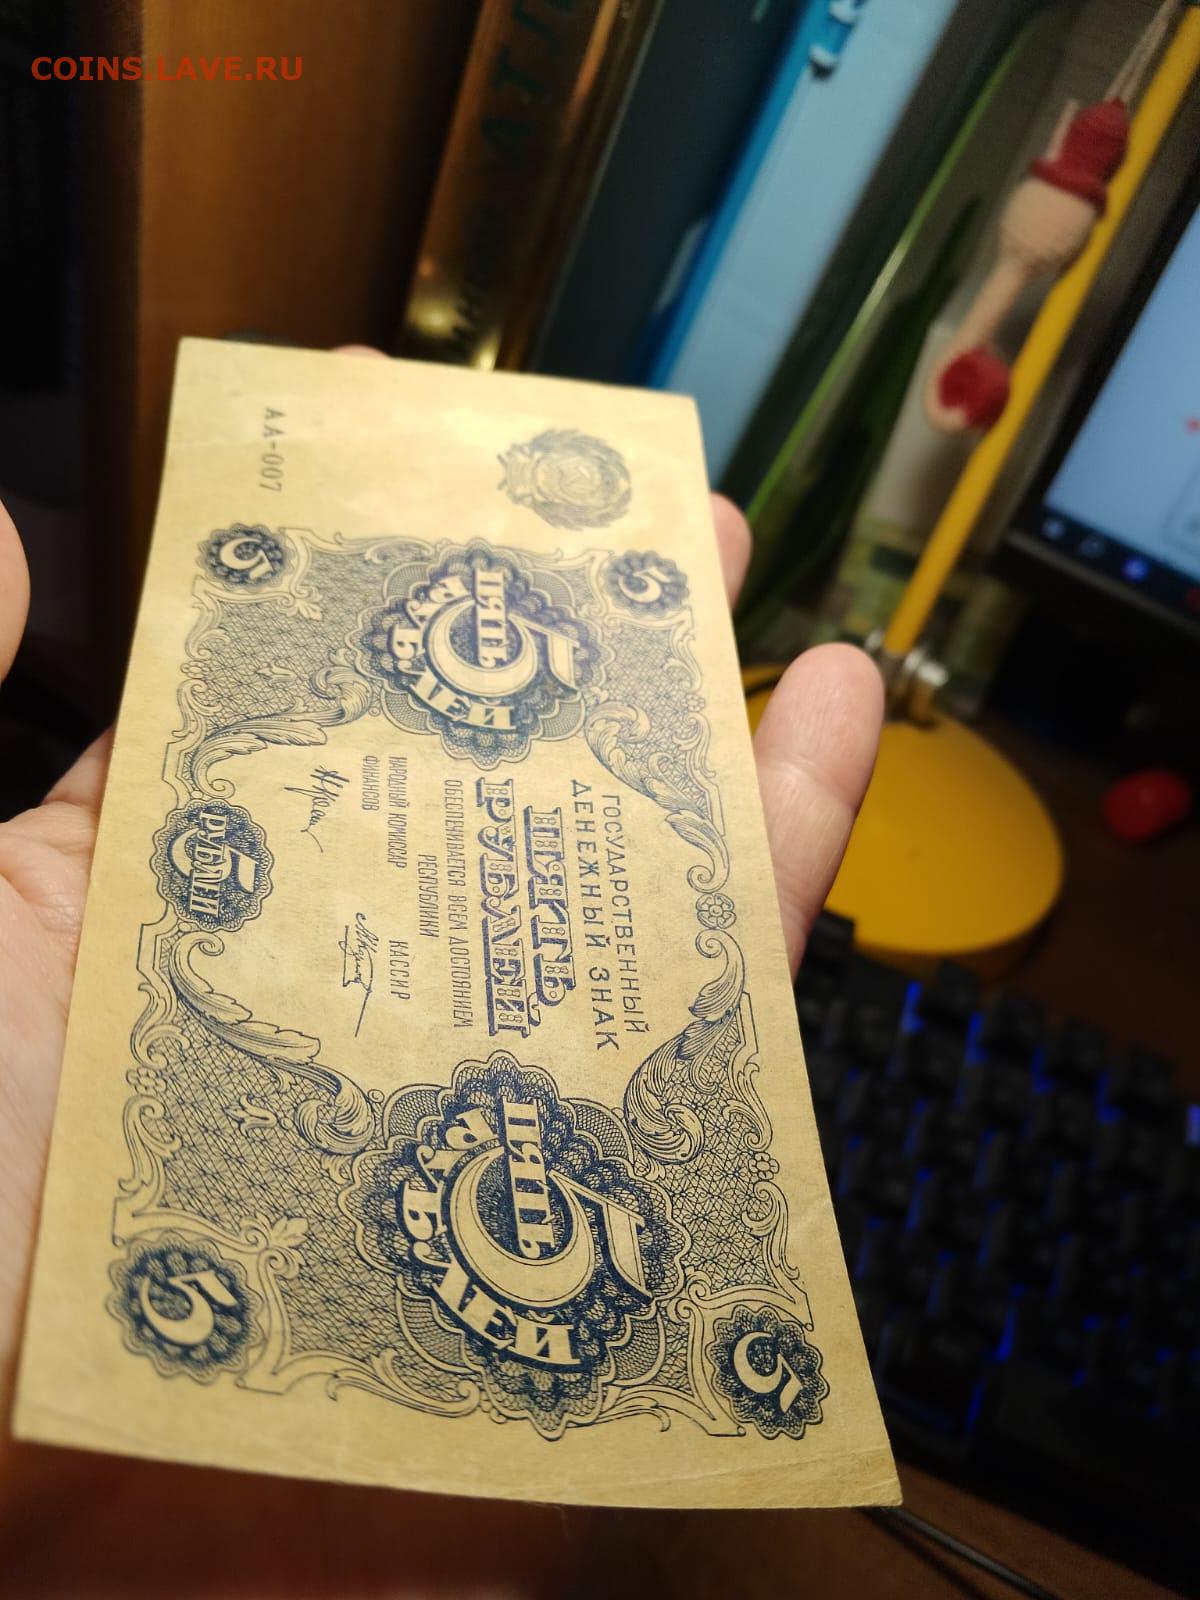 COINS.LAVE.RU
АТЛ
АА-007
5
5
5
ПЯТЬ
РУБЛЕЙ
ГОСУДАРСТВЕННЫЙ
ДЕНЕЖНЫЙ ЗНАК
ПЯТЬ
РУБЛЕЙ
ОБЕСПЕЧИВАЕТСЯ ВСЕМ ДОСТОЯНИЕМ
РЕСПУБЛИКИ
НАРОДНЫЙ КОМИССАР
ФИНАНСОВ
КАССИР
5
РУБЛЕЙ
5
ПЯТЬ
РУБЛЕЙ
5
5